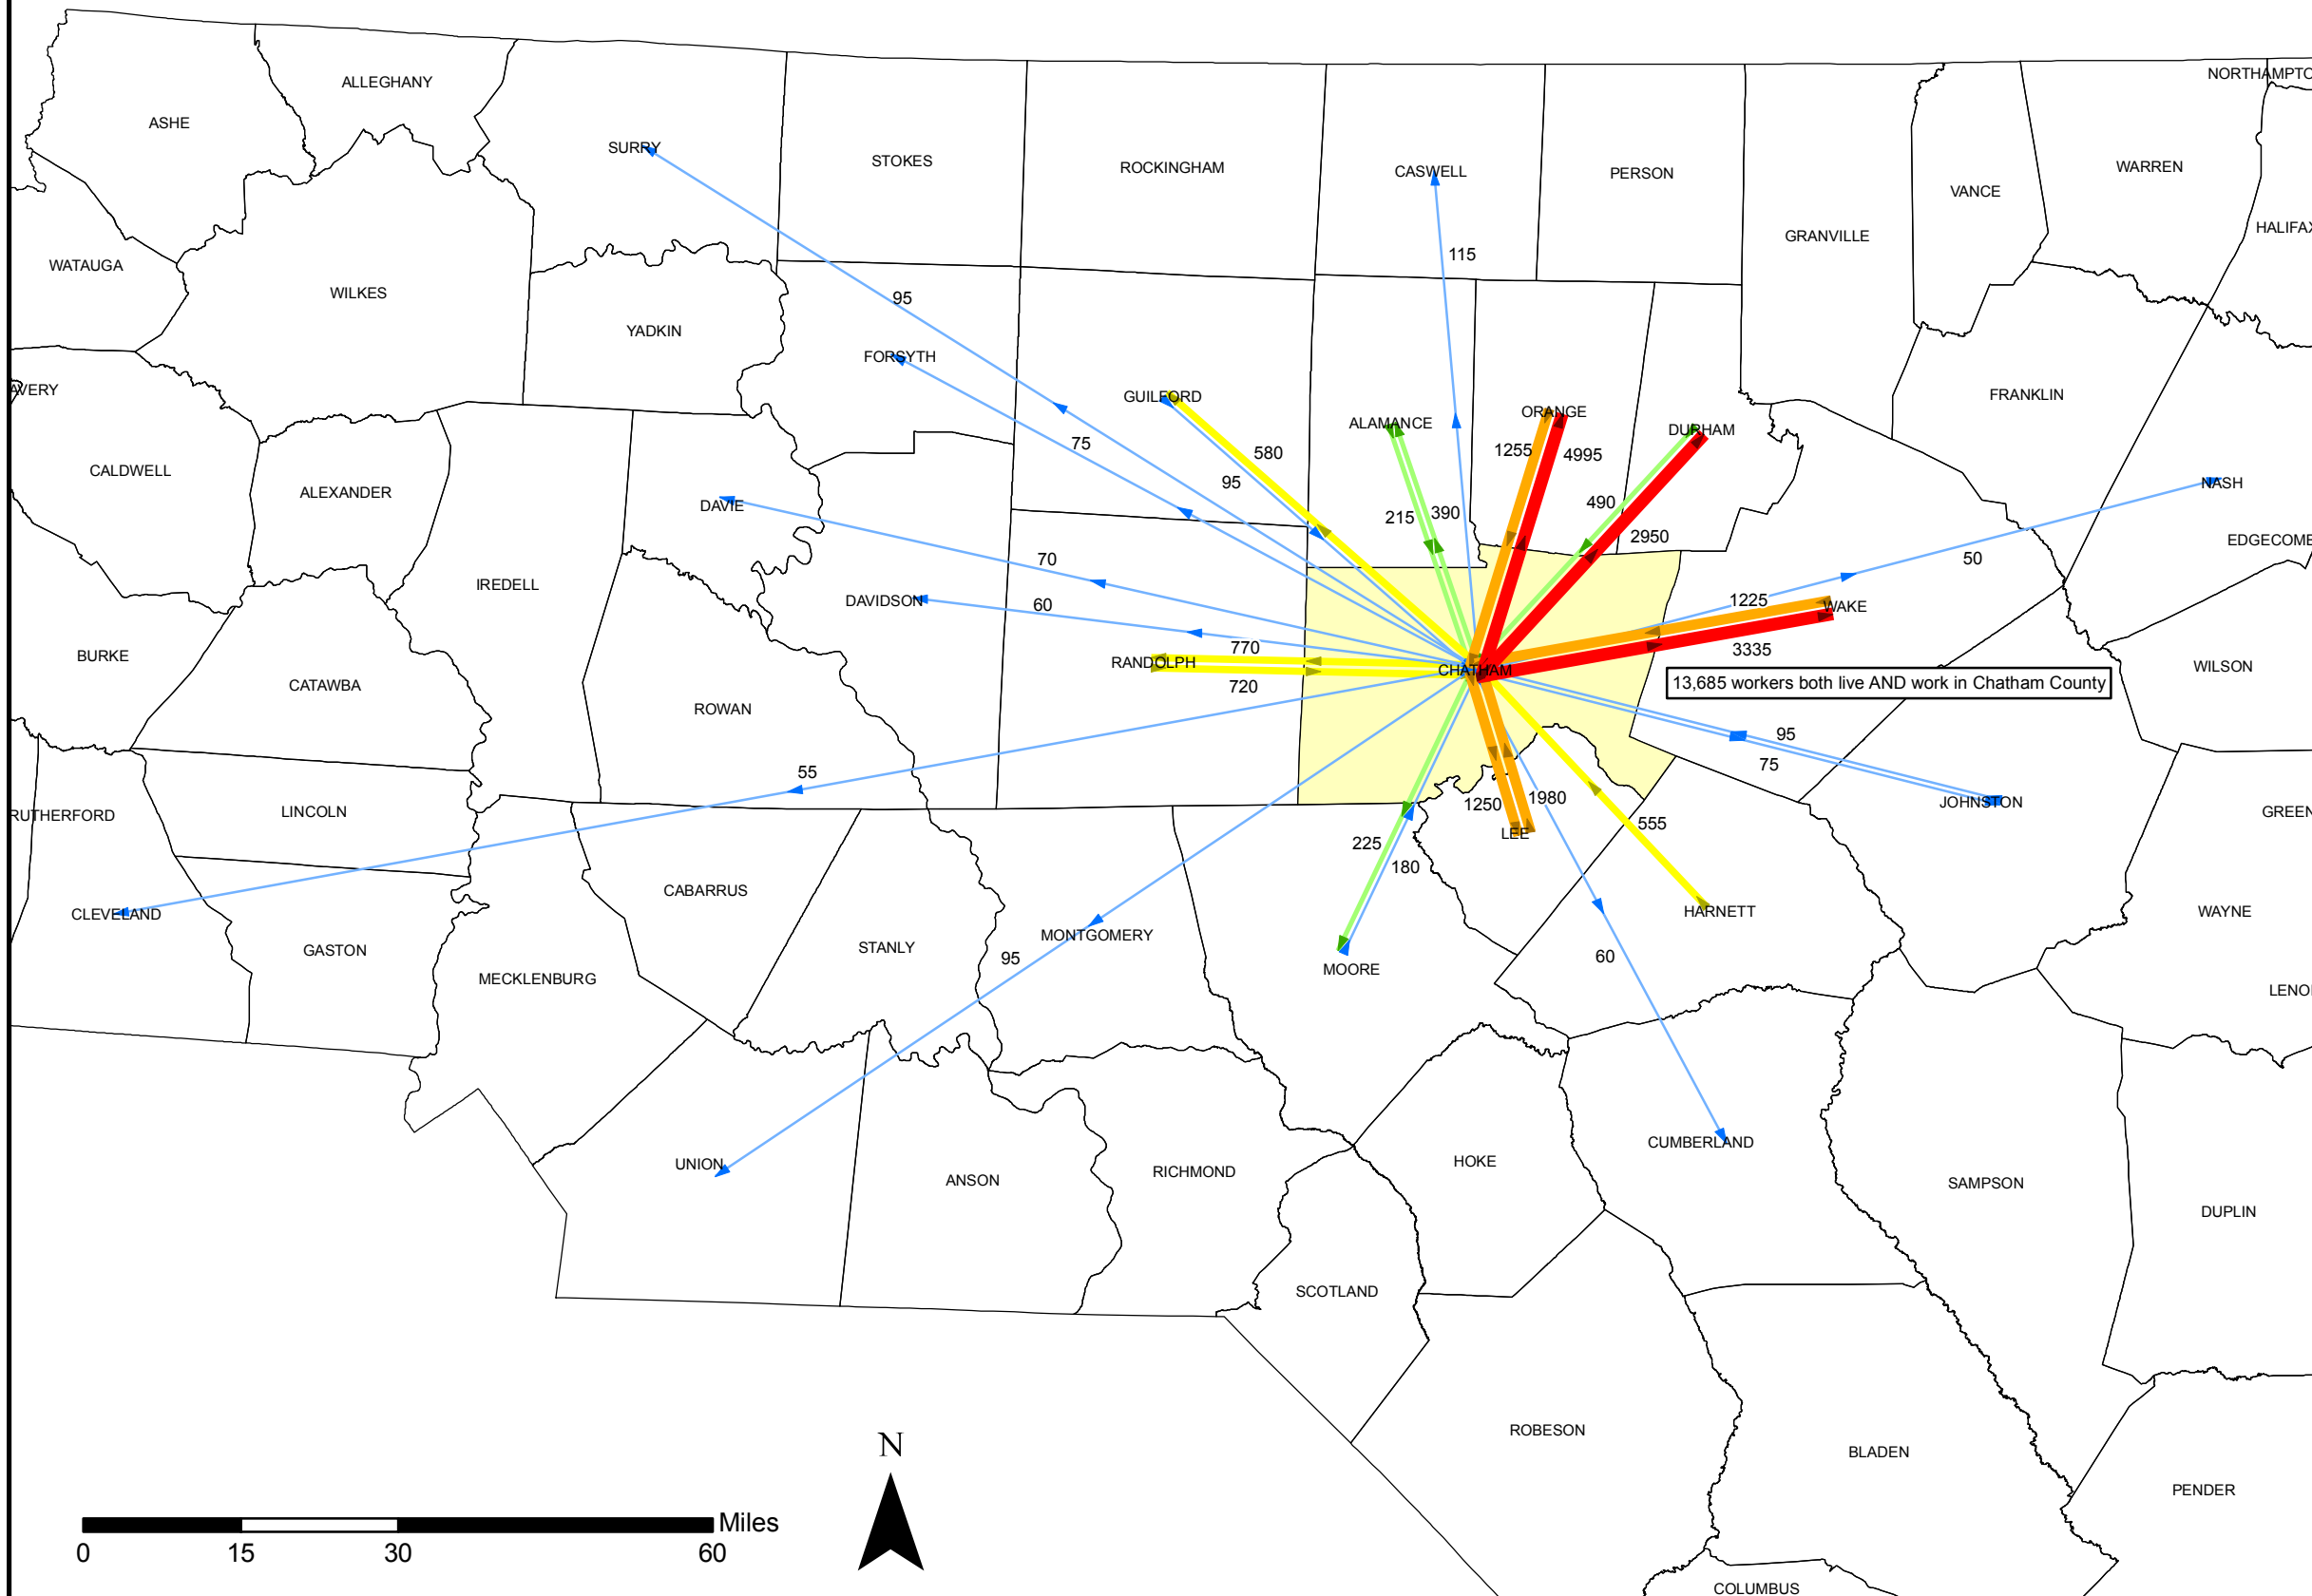 NORTHAMPTO
ALLEGHANY
ASHE
SURRY
STOKES
ROCKINGHAM
CASWELL
PERSON
WARREN
VANCE
GRANVILLE
HALIFAX
WATAUGA
WILKES
YADKIN
115
95
FORSYTH
AVERY
GUILFORD
FRANKLIN
ALAMANCE
ORANGE
DURHAM
75
580
1255
4995
CALDWELL
ALEXANDER
95
490
NASH
DAVIE
215
390
2950
EDGECOMB
70
50
IREDELL
DAVIDSON
60
1225
WAKE
BURKE
770
3335
RANDOLPH
CHATHAM
WILSON
CATAWBA
720
13,685 workers both live AND work in Chatham County
ROWAN
95
75
55
LINCOLN
1250
1980
JOHNSTON
RUTHERFORD
GREEN
LEE
555
225
180
CABARRUS
CLEVELAND
HARNETT
WAYNE
MONTGOMERY
GASTON
STANLY
95
60
MECKLENBURG
MOORE
LENO
CUMBERLAND
UNION
HOKE
RICHMOND
ANSON
SAMPSON
DUPLIN
SCOTLAND
ROBESON
BLADEN
N
PENDER
Miles
0 15 30 60
COLUMBUS